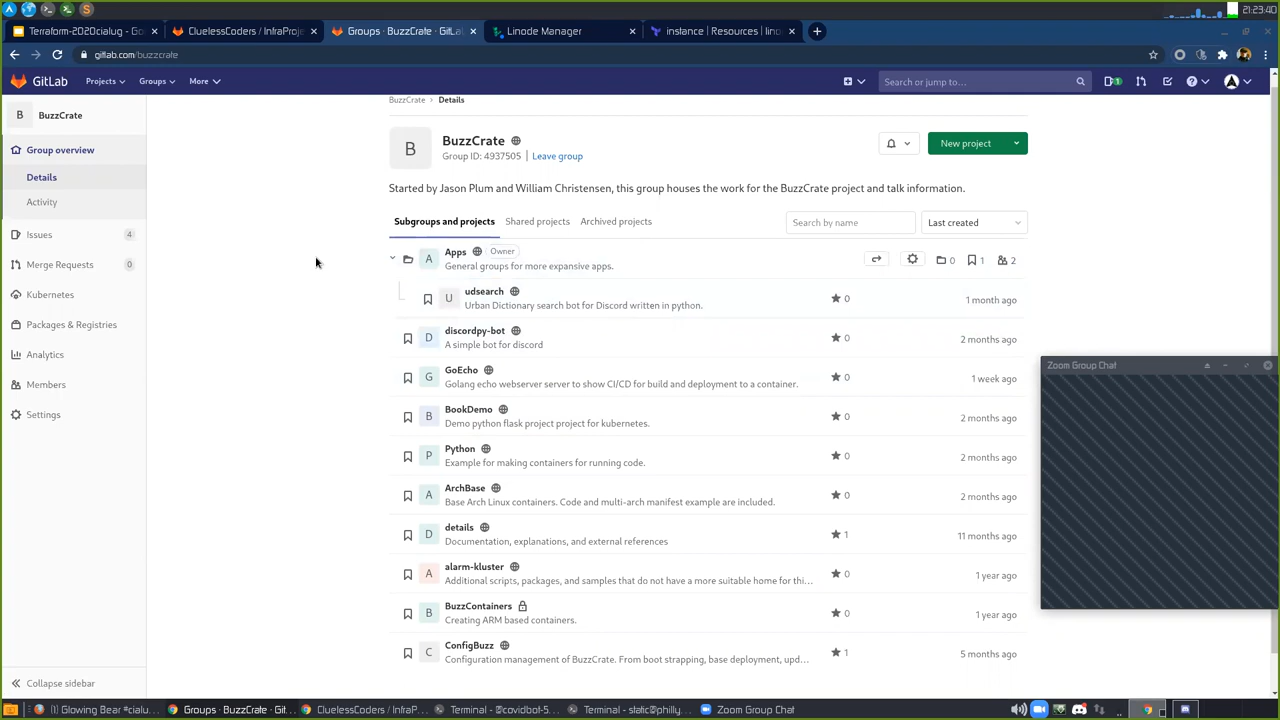 21:23:40
Terraform-2020cialug - Go
CluelessCoders / InfraProje
Groups · BuzzCrate · GitLab
Linode Manager
instance | Resources | lino
gitlab.com/buzzcrate
GitLab
Projects
Groups
More
Search or jump to...
1
B
BuzzCrate
Group overview
Details
Activity
Issues
4
Merge Requests
0
Kubernetes
Packages & Registries
Analytics
Members
Settings
Collapse sidebar
BuzzCrate
Details
B
BuzzCrate
Group ID: 4937505
Leave group
New project
Started by Jason Plum and William Christensen, this group houses the work for the BuzzCrate project and talk information.
Subgroups and projects
Shared projects
Archived projects
Search by name
Last created
A
Apps
Owner
0
1
2
General groups for more expansive apps.
U
udsearch
Urban Dictionary search bot for Discord written in python.
0
1 month ago
D
discordpy-bot
A simple bot for discord
0
2 months ago
G
GoEcho
Golang echo webserver server to show CI/CD for build and deployment to a container.
0
1 week ago
B
BookDemo
Demo python flask project project for kubernetes.
0
2 months ago
P
Python
Example for making containers for running code.
0
2 months ago
A
ArchBase
Base Arch Linux containers. Code and multi-arch manifest example are included.
0
2 months ago
D
details
Documentation, explanations, and external references
1
11 months ago
A
alarm-kluster
Additional scripts, packages, and samples that do not have a more suitable home for thi...
0
1 year ago
B
BuzzContainers
Creating ARM based containers.
0
1 year ago
C
ConfigBuzz
Configuration management of BuzzCrate. From boot strapping, base deployment, upd...
1
5 months ago
Zoom Group Chat
(1) Glowing Bear #cialu...
Groups · BuzzCrate · Git...
CluelessCoders / InfraP...
Terminal - @covidbot-5...
Terminal - static@philly...
Zoom Group Chat